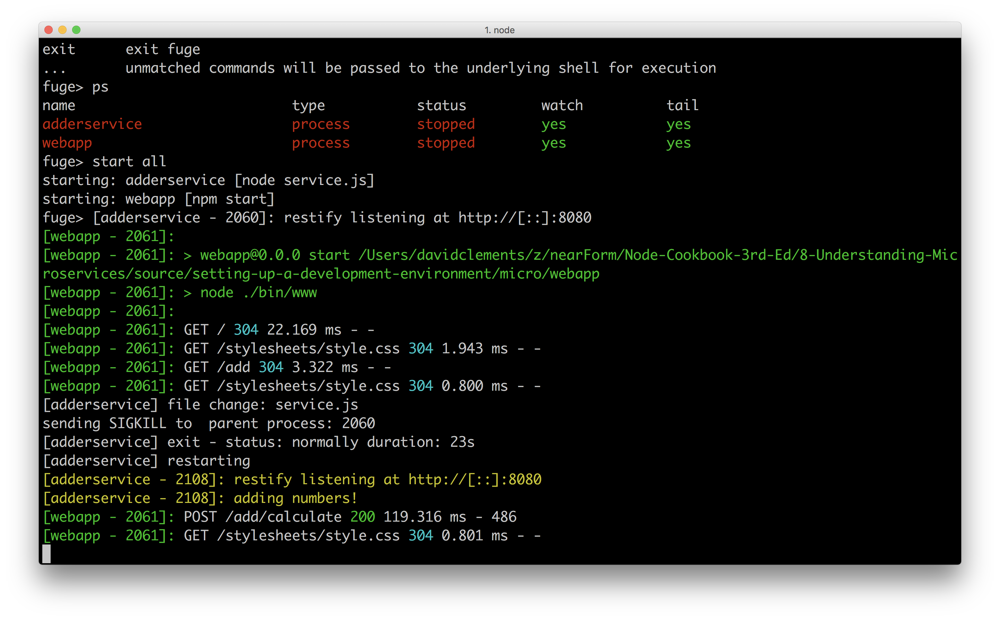 1. node
exit      exit fuge
...       unmatched commands will be passed to the underlying shell for execution
fuge> ps
name                          type           status         watch          tail
adderservice                  process        stopped        yes            yes
webapp                        process        stopped        yes            yes
fuge> start all
starting: adderservice [node service.js]
starting: webapp [npm start]
fuge> [adderservice - 2060]: restify listening at http://[::]:8080
[webapp - 2061]:
[webapp - 2061]: > webapp@0.0.0 start /Users/davidclements/z/nearForm/Node-Cookbook-3rd-Ed/8-Understanding-Mic
roservices/source/setting-up-a-development-environment/micro/webapp
[webapp - 2061]: > node ./bin/www
[webapp - 2061]:
[webapp - 2061]: GET / 304 22.169 ms - -
[webapp - 2061]: GET /stylesheets/style.css 304 1.943 ms - -
[webapp - 2061]: GET /add 304 3.322 ms - -
[webapp - 2061]: GET /stylesheets/style.css 304 0.800 ms - -
[adderservice] file change: service.js
sending SIGKILL to  parent process: 2060
[adderservice] exit - status: normally duration: 23s
[adderservice] restarting
[adderservice - 2108]: restify listening at http://[::]:8080
[adderservice - 2108]: adding numbers!
[webapp - 2061]: POST /add/calculate 200 119.316 ms - 486
[webapp - 2061]: GET /stylesheets/style.css 304 0.801 ms - -